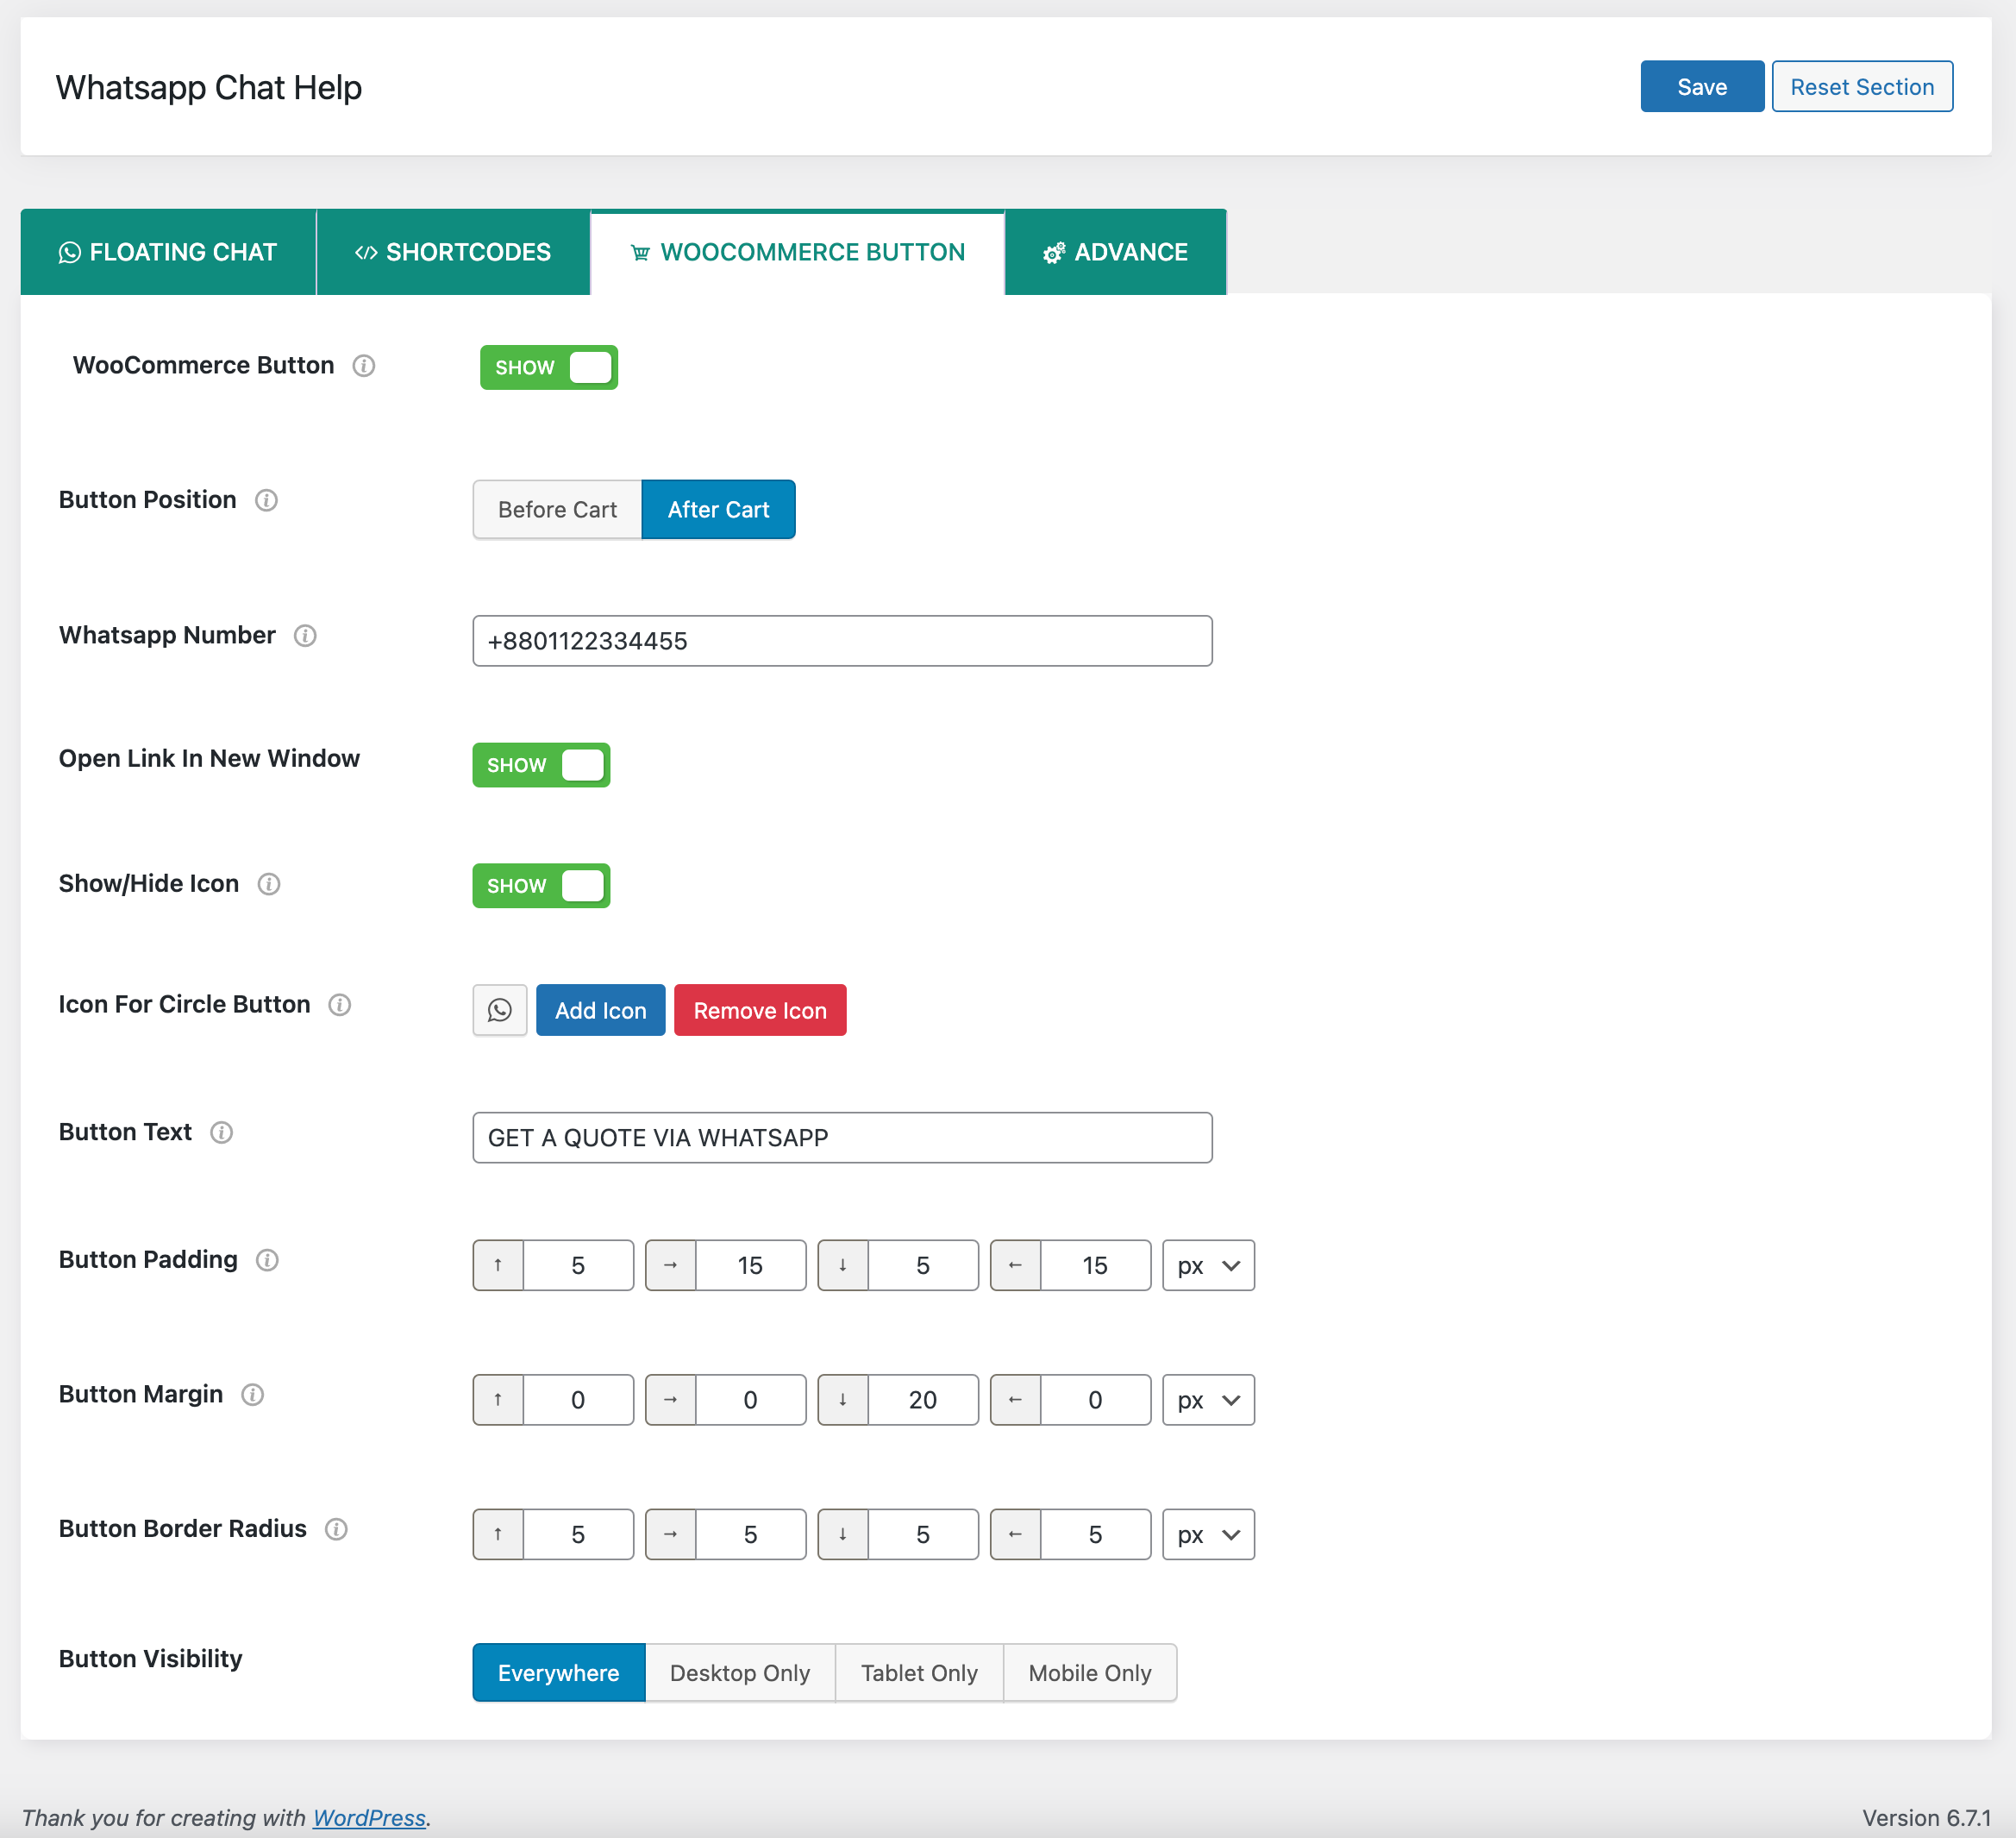 Whatsapp Chat Help
Save
Reset Section
FLOATING CHAT
SHORTCODES
WOOCOMMERCE BUTTON
ADVANCE
WooCommerce Button
SHOW
Button Position
Before Cart
After Cart
Whatsapp Number
+8801122334455
Open Link In New Window
SHOW
Show/Hide Icon
SHOW
Icon For Circle Button
Add Icon
Remove Icon
Button Text
GET A QUOTE VIA WHATSAPP
Button Padding
↑ 5 → 15 ↓ 5 ← 15 px
Button Margin
↑ 0 → 0 ↓ 20 ← 0 px
Button Border Radius
↑ 5 → 5 ↓ 5 ← 5 px
Button Visibility
Everywhere
Desktop Only
Tablet Only
Mobile Only
Thank you for creating with WordPress.
Version 6.7.1